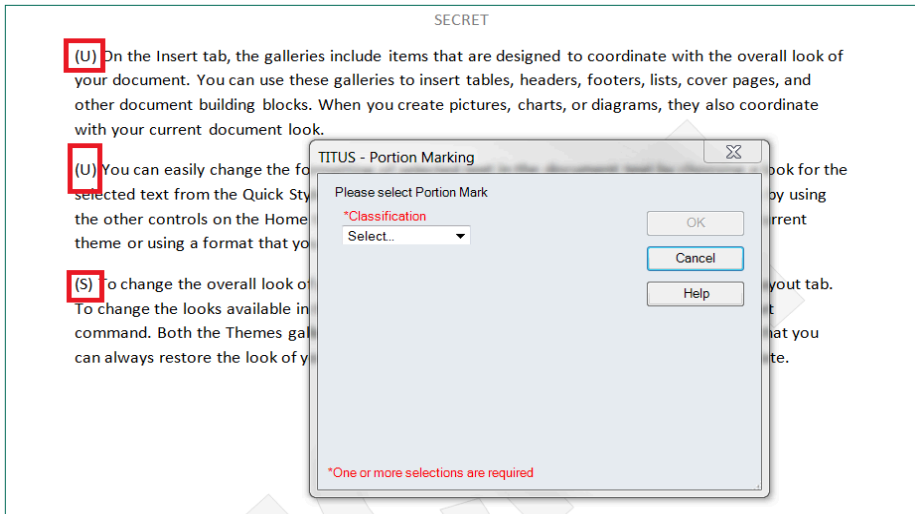 SECRET
(U) On the Insert tab, the galleries include items that are designed to coordinate with the overall look of
your document. You can use these galleries to insert tables, headers, footers, lists, cover pages, and
other document building blocks. When you create pictures, charts, or diagrams, they also coordinate
with your current document look.
(U) You can easily change the fo ook for the
selected text from the Quick Sty by using
the other controls on the Home rrent
theme or using a format that yo
(S) To change the overall look of yout tab.
To change the looks available in t
command. Both the Themes gal hat you
can always restore the look of y te.
TITUS - Portion Marking
Please select Portion Mark
*Classification
Select...
OK
Cancel
Help
*One or more selections are required